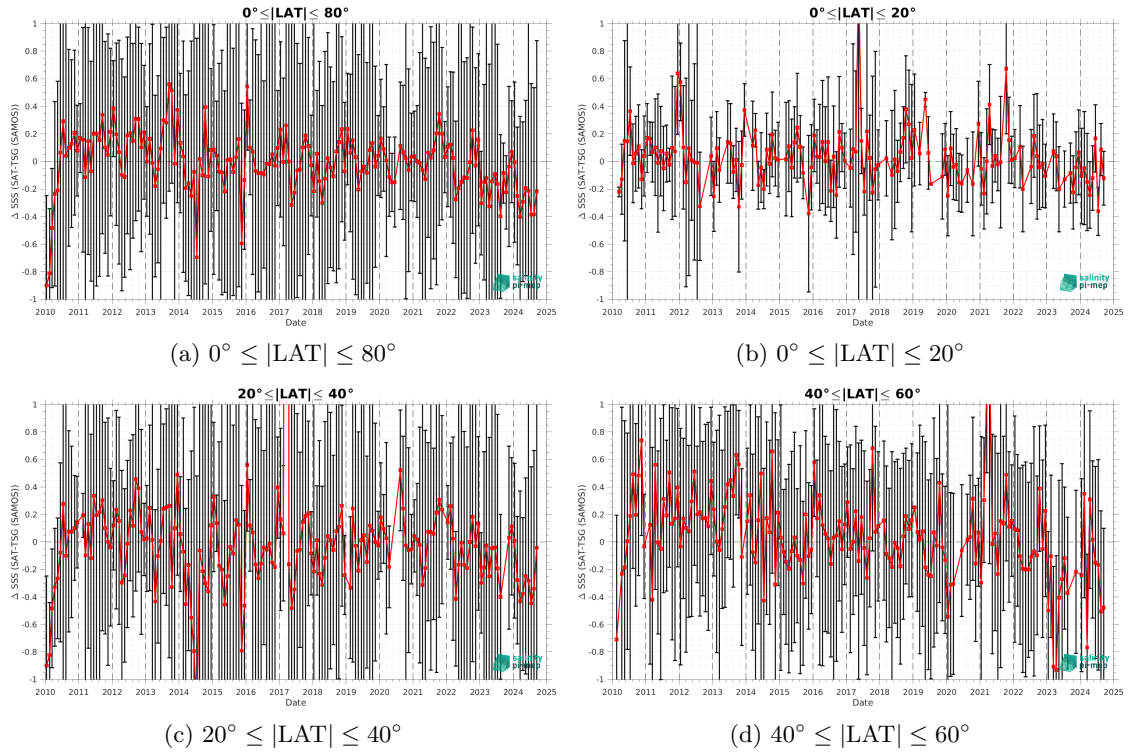 0°≤|LAT|≤ 80°
Δ SSS (SAT-TSG (SAMOS))
1
0.8
0.6
0.4
0.2
0
-0.2
-0.4
-0.6
-0.8
-1
2010 2011 2012 2013 2014 2015 2016 2017 2018 2019 2020 2021 2022 2023 2024 2025
Date
salinity
pi-mep
(a) 0° ≤ |LAT| ≤ 80°
0°≤|LAT|≤ 20°
Δ SSS (SAT-TSG (SAMOS))
1
0.8
0.6
0.4
0.2
0
-0.2
-0.4
-0.6
-0.8
-1
2010 2011 2012 2013 2014 2015 2016 2017 2018 2019 2020 2021 2022 2023 2024 2025
Date
salinity
pi-mep
(b) 0° ≤ |LAT| ≤ 20°
20°≤|LAT|≤ 40°
Δ SSS (SAT-TSG (SAMOS))
1
0.8
0.6
0.4
0.2
0
-0.2
-0.4
-0.6
-0.8
-1
2010 2011 2012 2013 2014 2015 2016 2017 2018 2019 2020 2021 2022 2023 2024 2025
Date
salinity
pi-mep
(c) 20° ≤ |LAT| ≤ 40°
40°≤|LAT|≤ 60°
Δ SSS (SAT-TSG (SAMOS))
1
0.8
0.6
0.4
0.2
0
-0.2
-0.4
-0.6
-0.8
-1
2010 2011 2012 2013 2014 2015 2016 2017 2018 2019 2020 2021 2022 2023 2024 2025
Date
salinity
pi-mep
(d) 40° ≤ |LAT| ≤ 60°